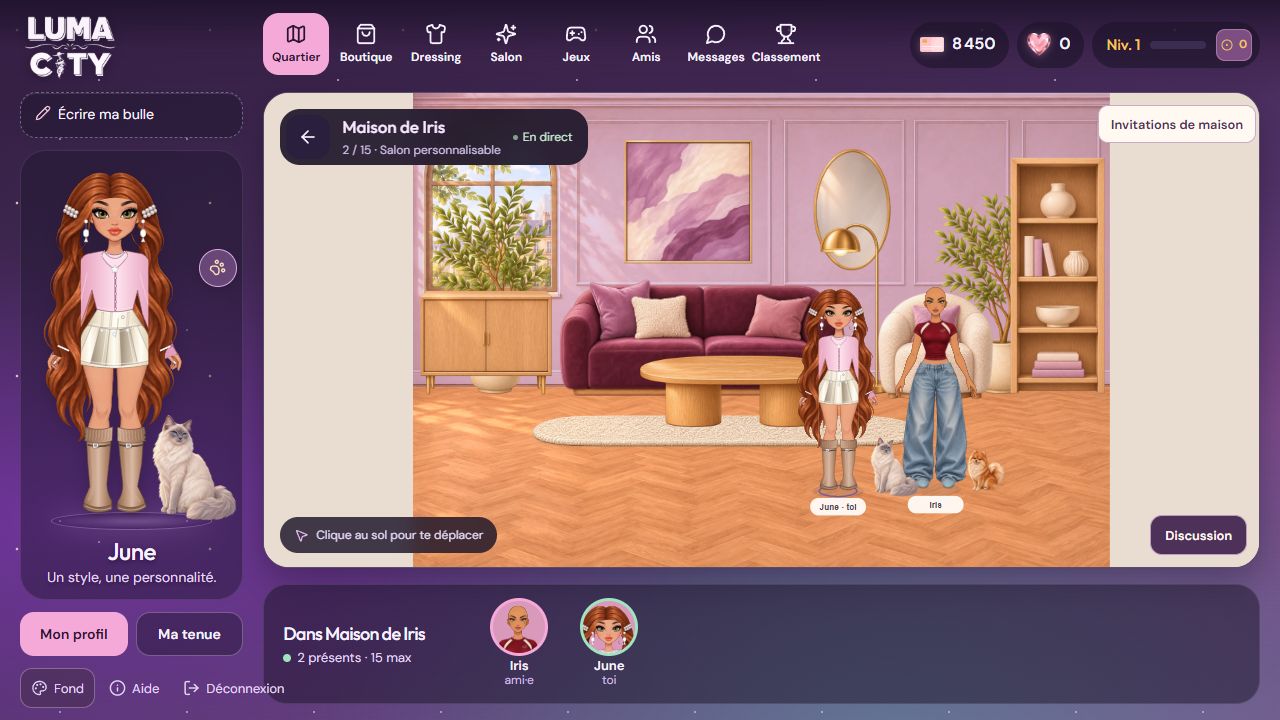 LUMA
CITY
Quartier
Boutique
Dressing
Salon
Jeux
Amis
Messages
Classement
8 450
0
Niv. 1
0
Écrire ma bulle
Maison de Iris
2 / 15 · Salon personnalisable
En direct
Invitations de maison
June · toi
Iris
Clique au sol pour te déplacer
Discussion
June
Un style, une personnalité.
Mon profil
Ma tenue
Fond
Aide
Déconnexion
Dans Maison de Iris
2 présents · 15 max
Iris
ami·e
June
toi